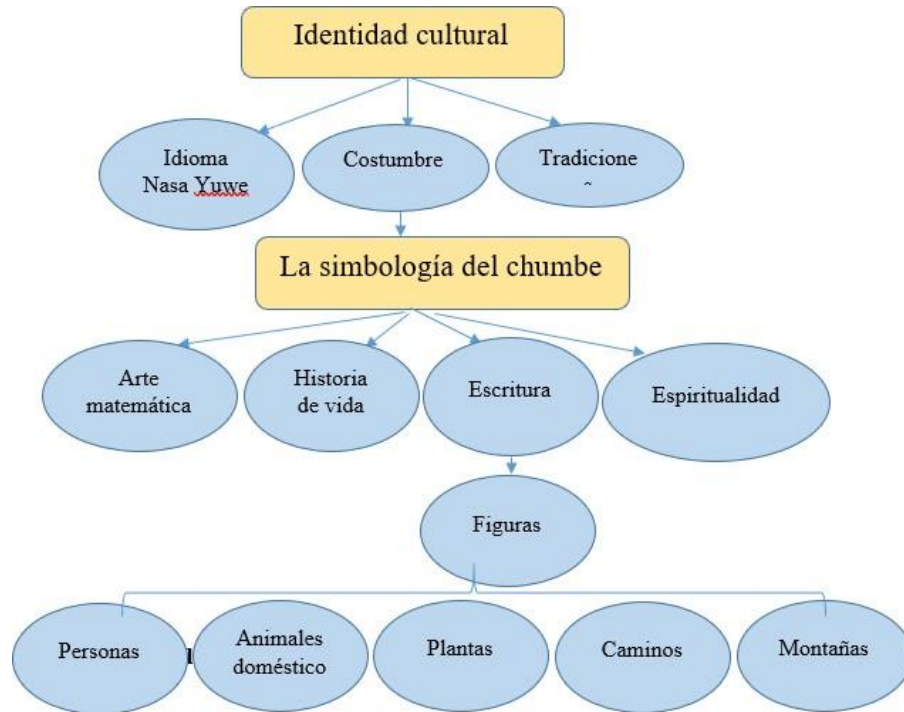 Identidad cultural
Idioma
Nasa Yuwe
Costumbre
Tradicione
La simbología del chumbe
Arte
matemática
Historia
de vida
Escritura
Espiritualidad
Figuras
Personas
Animales
doméstico
Plantas
Caminos
Montañas